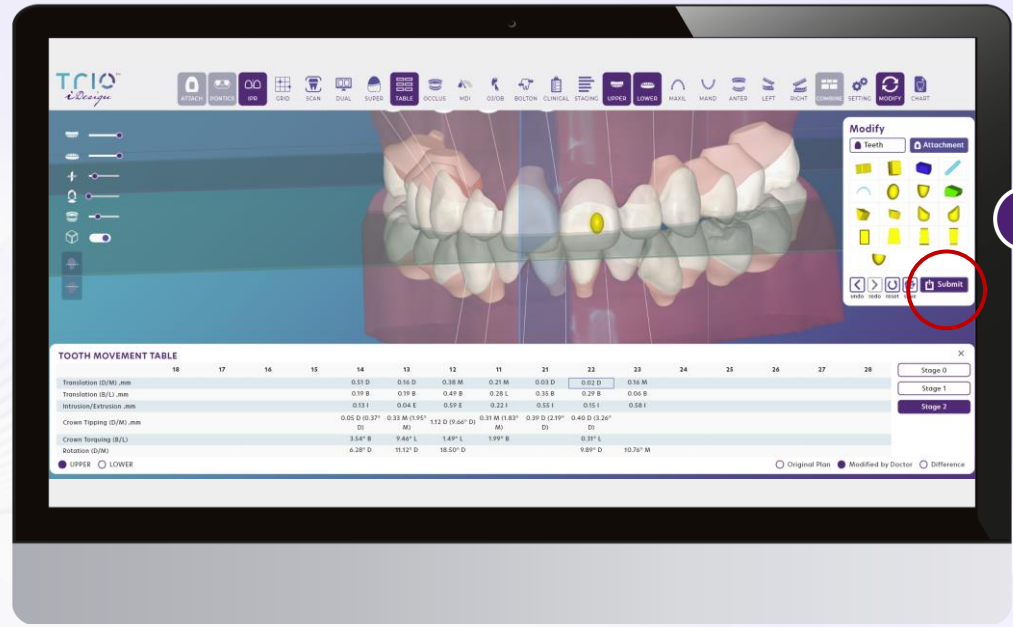 TRIO™
iDesign
ATTACH PONTICS IPR GRID SCAN DUAL SUPER TABLE OCCLUS MDI OJ/OB BOLTON CLINICAL STAGING UPPER LOWER MAXIL MAND ANTER LEFT RIGHT COMBINE SETTING MODIFY CHART
Modify
Teeth Attachment
undo redo reset
Submit
TOOTH MOVEMENT TABLE
18 17 16 15 14 13 12 11 21 22 23 24 25 26 27 28
Translation (D/M) ,mm 0.51 D 0.16 D 0.38 M 0.21 M 0.03 D 0.02 D 0.16 M
Translation (B/L) ,mm 0.19 B 0.19 B 0.49 B 0.28 L 0.35 B 0.29 B 0.06 B
Intrusion/Extrusion ,mm 0.13 I 0.04 E 0.59 E 0.22 I 0.55 I 0.15 I 0.58 I
Crown Tipping (D/M) ,mm 0.05 D (0.37° D) 0.33 M (1.95° M) 1.12 D (9.66° D) 0.31 M (1.83° M) 0.39 D (2.19° D) 0.40 D (3.26° D)
Crown Torquing (B/L) 3.54° B 9.46° L 1.49° L 1.99° B 0.31° L
Rotation (D/M) 6.28° D 11.12° D 18.50° D 9.89° D 10.76° M
UPPER LOWER
Original Plan Modified by Doctor Difference
Stage 0
Stage 1
Stage 2